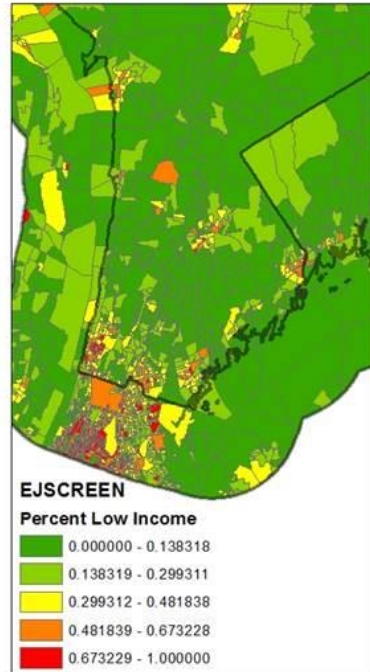 EJSCREEN
Percent Low Income
0.000000 - 0.138318
0.138319 - 0.299311
0.299312 - 0.481838
0.481839 - 0.673228
0.673229 - 1.000000